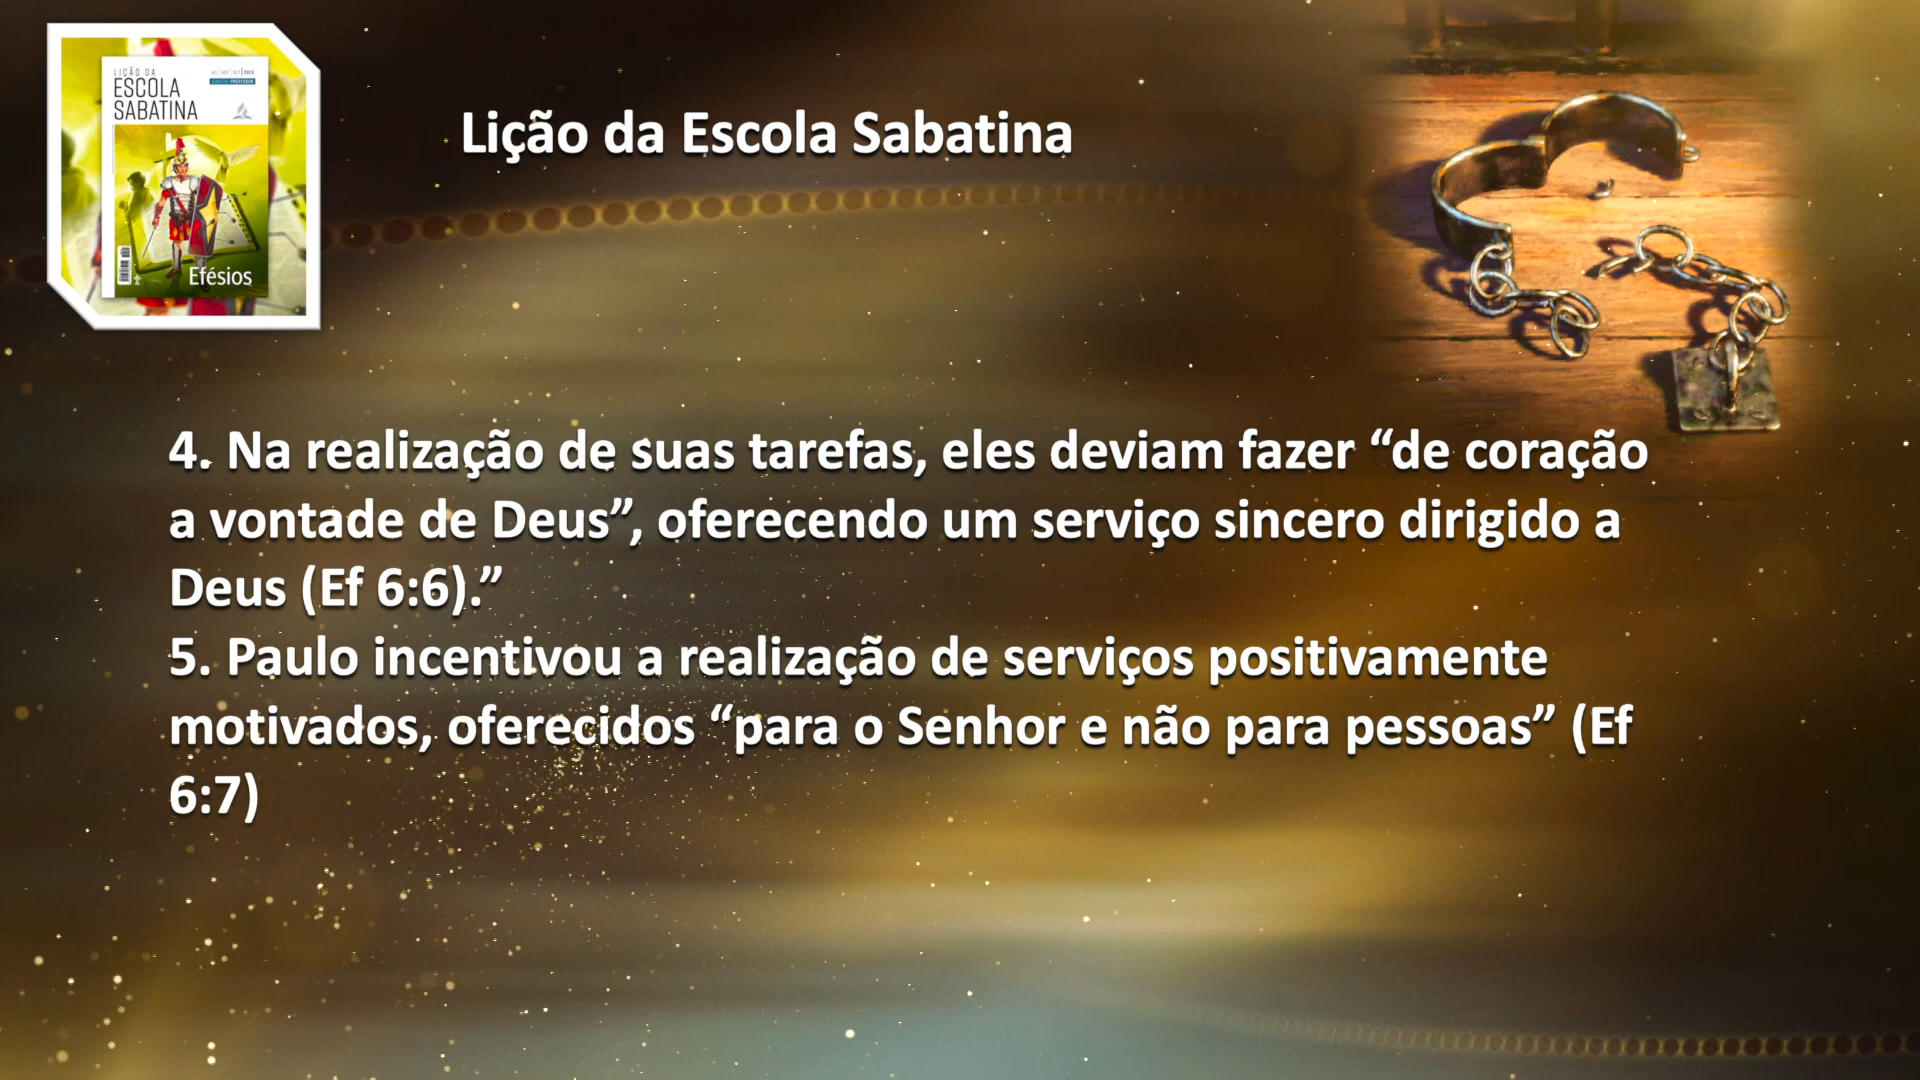 LIÇÃO DA
ESCOLA
SABATINA
Efésios
Lição da Escola Sabatina
4. Na realização de suas tarefas, eles deviam fazer “de coração
a vontade de Deus”, oferecendo um serviço sincero dirigido a
Deus (Ef 6:6).”
5. Paulo incentivou a realização de serviços positivamente
motivados, oferecidos “para o Senhor e não para pessoas” (Ef
6:7)